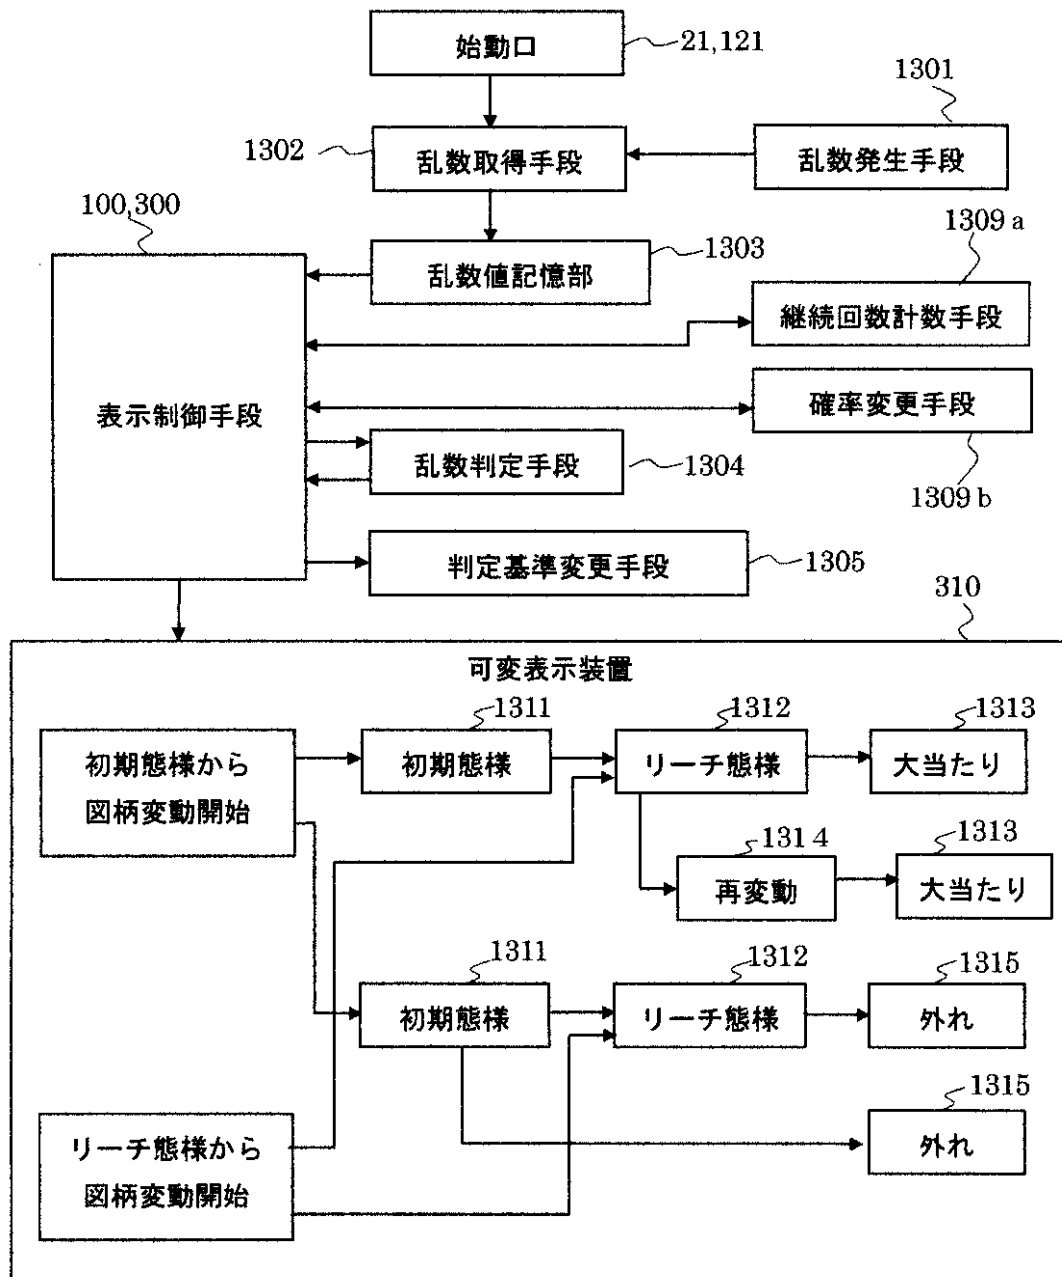 始動口
21,121
1301
1302
乱数取得手段
乱数発生手段
100,300
1303
1309a
乱数値記憶部
継続回数計数手段
表示制御手段
確率変更手段
乱数判定手段
1304
1309b
判定基準変更手段
1305
310
可変表示装置
1311
1312
1313
初期態様から
図柄変動開始
初期態様
リーチ態様
大当たり
1314
1313
再変動
大当たり
1311
1312
1315
初期態様
リーチ態様
外れ
1315
リーチ態様から
図柄変動開始
外れ